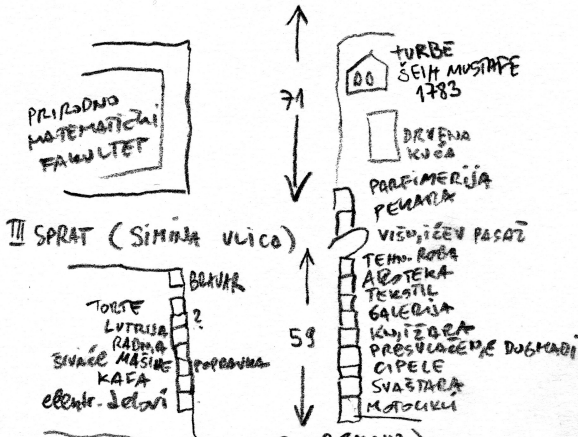 TURBE
ŠEIH MUSTAFE
1783
71
PRIRODNO
MATEMATIČKI
FAKULTET
DRVENA
KUĆA
PARFIMERIJA
PEKARA
III SPRAT (SIMINA ULICA)
VIŠNJIĆEV PASAŽ
TEHN. ROBA
APOTEKA
TEKSTIL
GALERIJA
KNJIŽARA
PRESVLAČENJE DUGMADI
CIPELE
SVAŠTARA
MOTOCIKLI
59
BRAVAR
TORTE
?
LUTRIJA
RADNJA
ŠIVAĆE MAŠINE POPRAVKA
KAFA
elektr. delovi